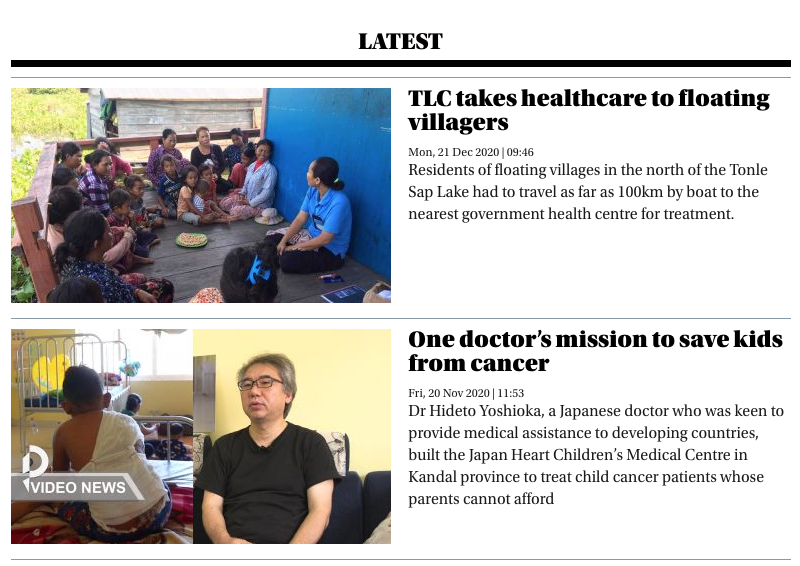 LATEST
TLC takes healthcare to floating
villagers
Mon, 21 Dec 2020 | 09:46
Residents of floating villages in the north of the Tonle
Sap Lake had to travel as far as 100km by boat to the
nearest government health centre for treatment.
One doctor’s mission to save kids
from cancer
Fri, 20 Nov 2020 | 11:53
Dr Hideto Yoshioka, a Japanese doctor who was keen to
provide medical assistance to developing countries,
built the Japan Heart Children’s Medical Centre in
Kandal province to treat child cancer patients whose
parents cannot afford
VIDEO NEWS